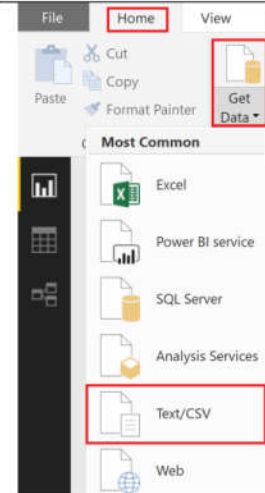 File Home View
Cut
Copy
Paste
Format Painter
Get
Data
Most Common
Excel
Power BI service
SQL Server
Analysis Services
Text/CSV
Web